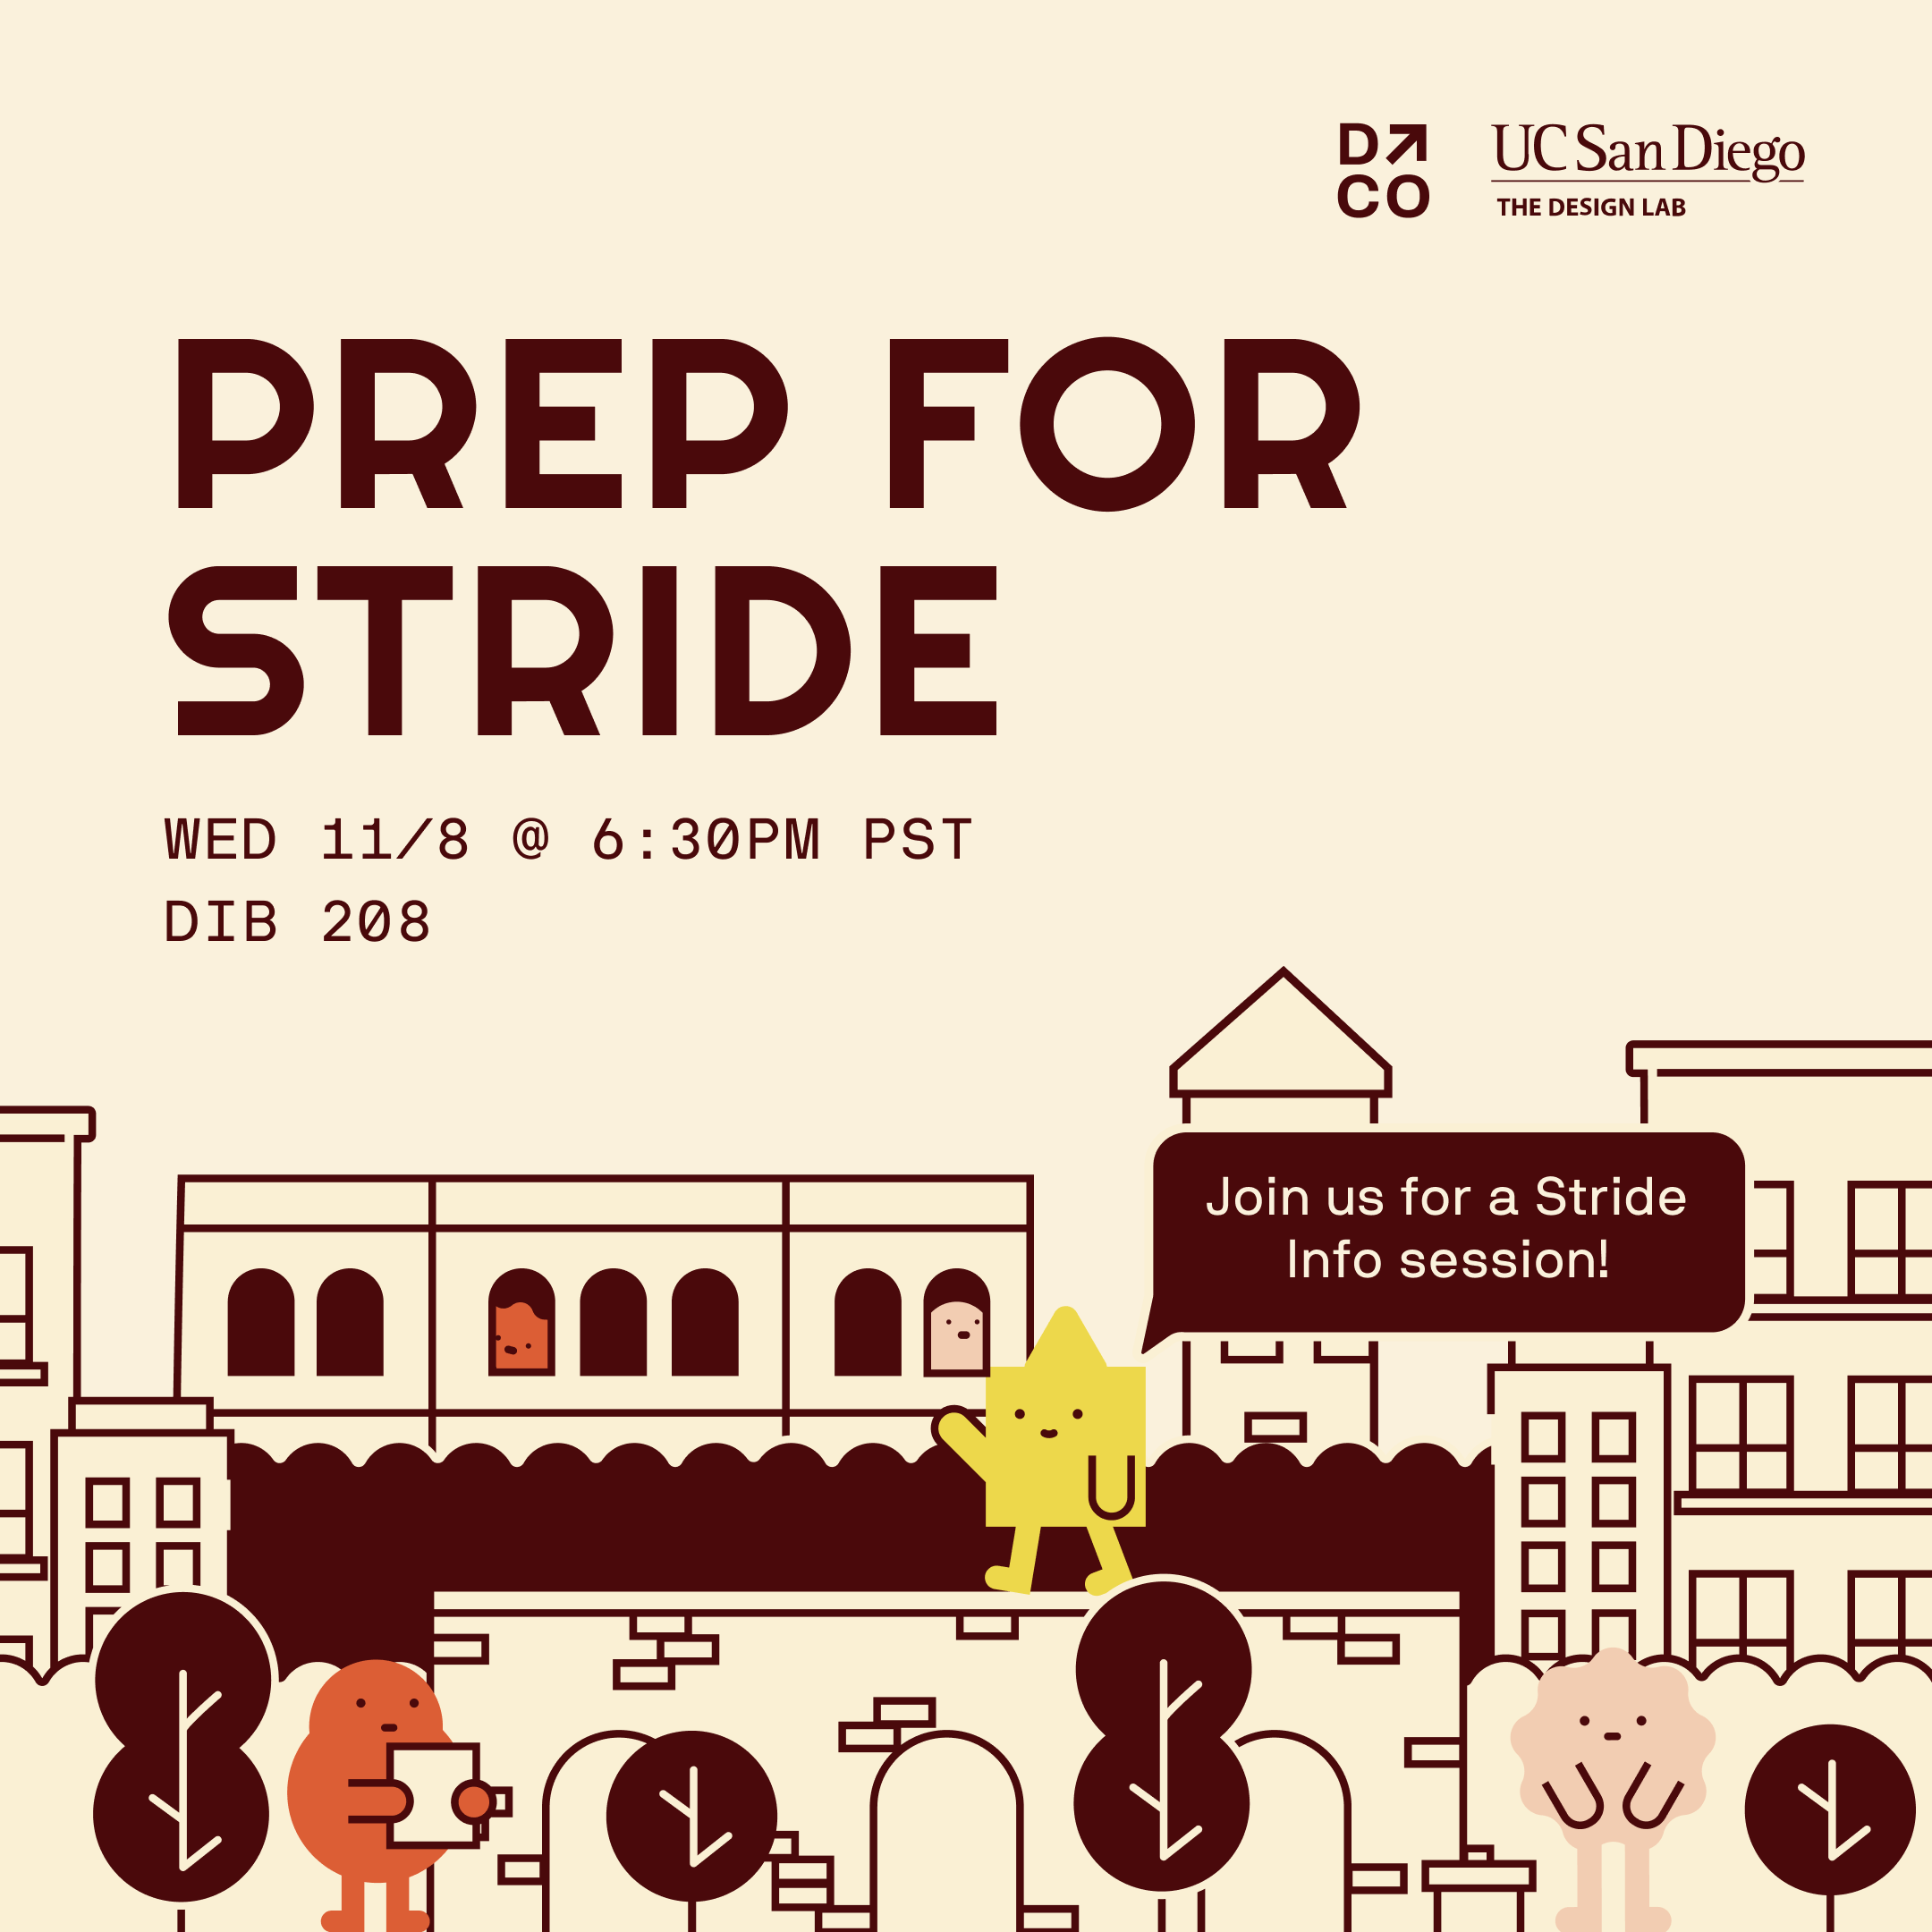 D↗
CO
UC San Diego
THE DESIGN LAB
PREP FOR
STRIDE
WED 11/8 @ 6:30PM PST
DIB 208
Join us for a Stride
Info session!